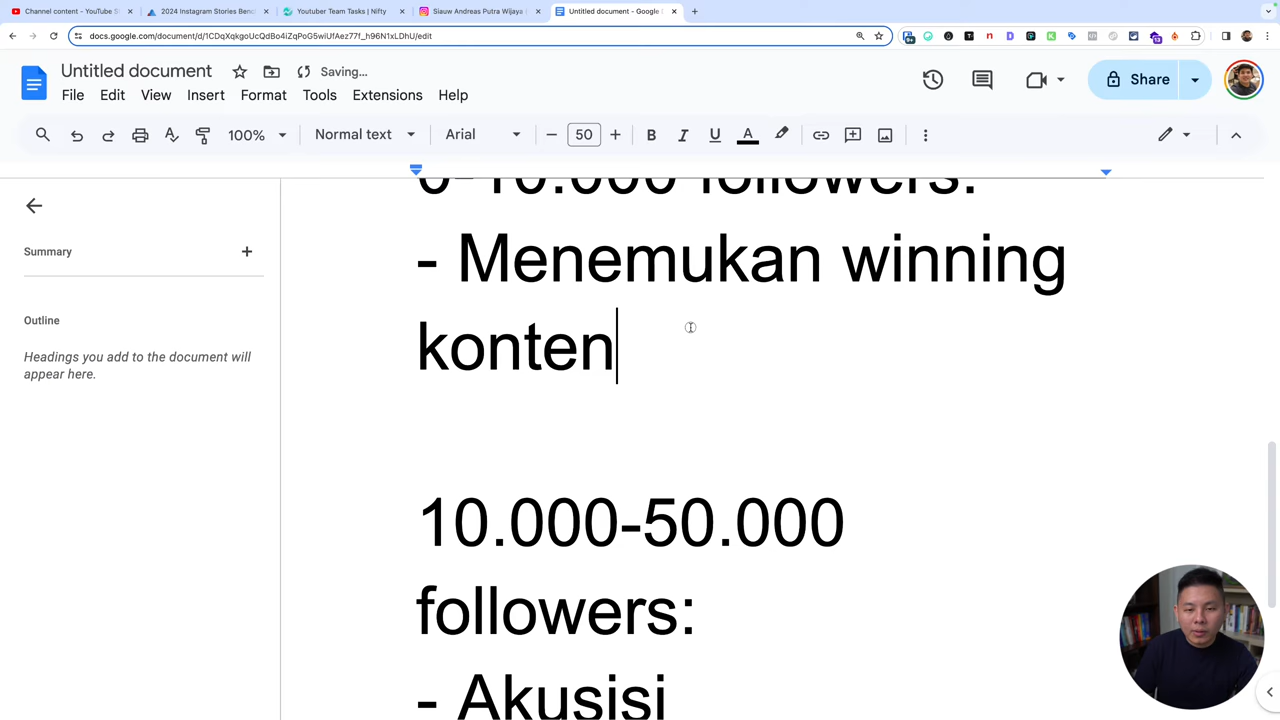 Channel content - YouTube S
2024 Instagram Stories Benc
Youtuber Team Tasks | Nifty
Siauw Andreas Putra Wijaya
Untitled document - Google
docs.google.com/document/d/1CDqXqkgoUcQdBo4iZqPoG5wiUfAez77f_h96N1xLDhU/edit
Untitled document
Saving...
File Edit View Insert Format Tools Extensions Help
Share
100% Normal text Arial 50
Summary
Outline
Headings you add to the document will
appear here.
0-10.000 followers:
- Menemukan winning
konten
10.000-50.000
followers:
- Akusisi